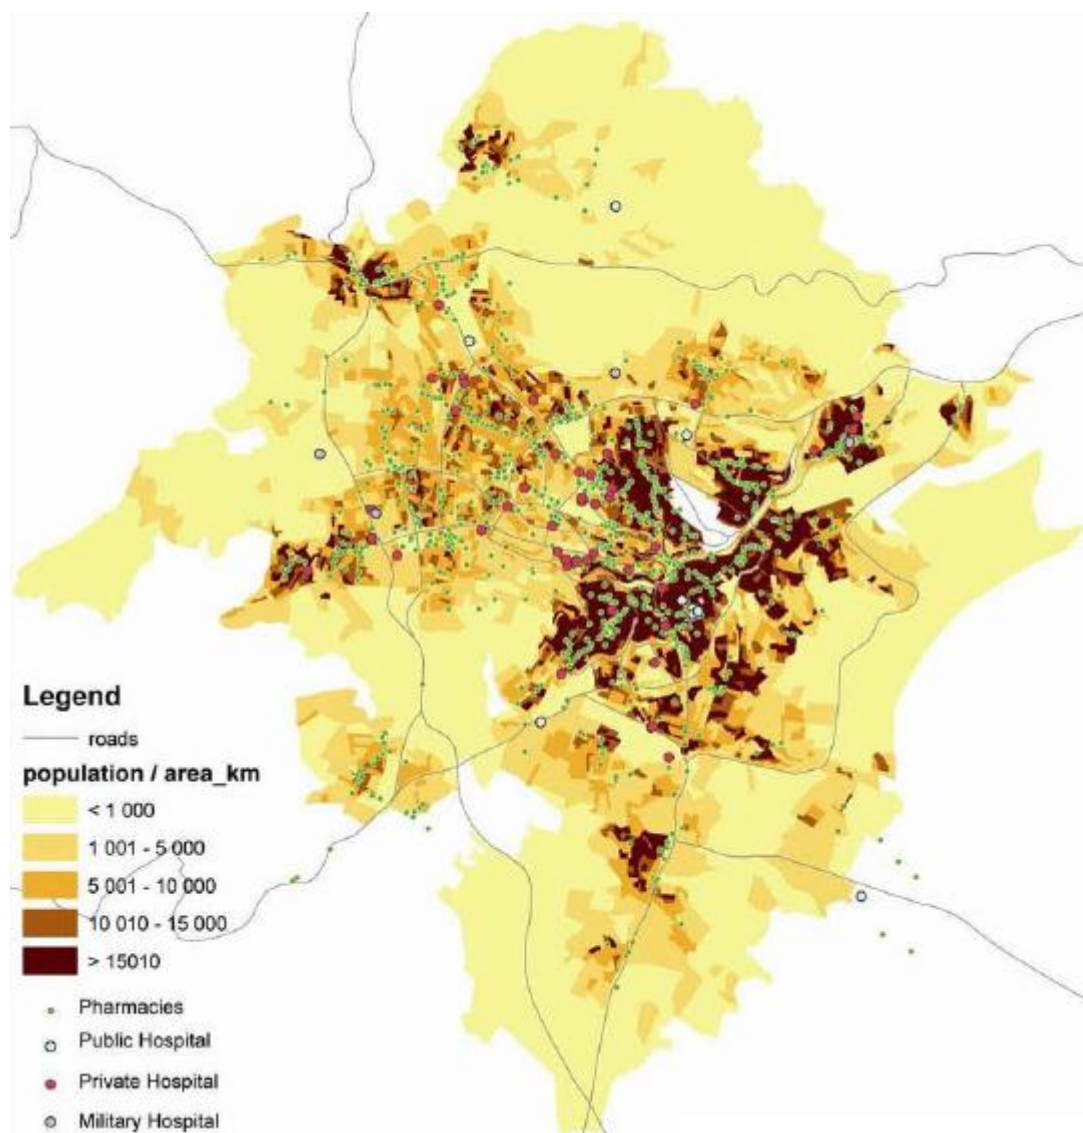 Legend
roads
population / area_km
< 1 000
1 001 - 5 000
5 001 - 10 000
10 010 - 15 000
> 15010
Pharmacies
Public Hospital
Private Hospital
Military Hospital